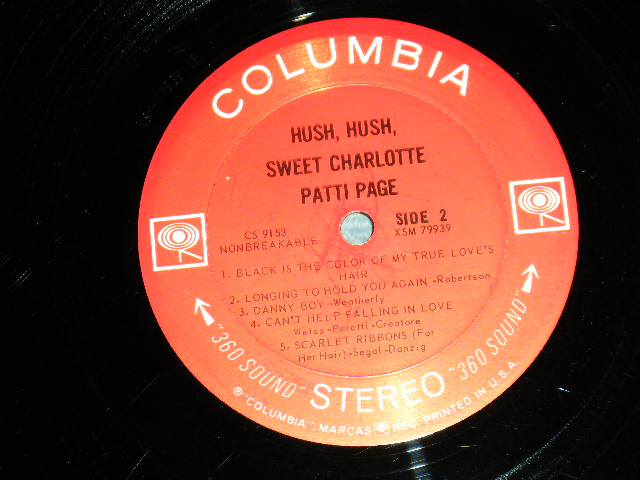 COLUMBIA
HUSH, HUSH,
SWEET CHARLOTTE
PATTI PAGE
CS 9153
NONBREAKABLE
SIDE 2
XSM 79939
1. BLACK IS THE COLOR OF MY TRUE LOVE'S
HAIR
2. LONGING TO HOLD YOU AGAIN -Robertson
3. DANNY BOY -Weatherly
4. CAN'T HELP FALLING IN LOVE
Weiss -Peretti -Creatore
5. SCARLET RIBBONS (For
Her Hair) -Segal -Danzig
"360 SOUND" STEREO "360 SOUND"
® "COLUMBIA", MARCAS REG. PRINTED IN U.S.A.